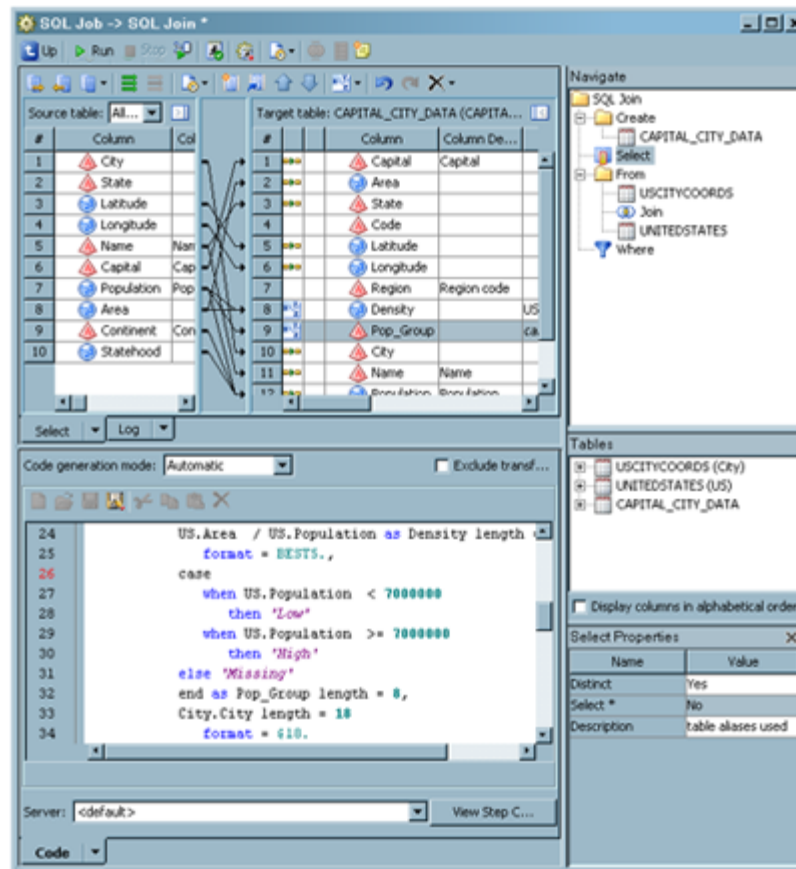 SQL Job -> SQL Join *
Up Run Stop
Source table: All... Target table: CAPITAL_CITY_DATA (CAPITA...
# Column Col
1 City
2 State
3 Latitude
4 Longitude
5 Name Nam
6 Capital Cap
7 Population Pop
8 Area
9 Continent Con
10 Statehood
# Column Column De...
1 Capital Capital
2 Area
3 State
4 Code
5 Latitude
6 Longitude
7 Region Region code
8 Density US
9 Pop_Group ca
10 City
11 Name Name
12 Population Population
Select Log
Navigate
SQL Join
Create
CAPITAL_CITY_DATA
Select
From
USCITYCOORDS
Join
UNITEDSTATES
Where
Code generation mode: Automatic Exclude transf...
24 US.Area / US.Population as Density length
25 format = BEST5.,
26 case
27 when US.Population < 7000000
28 then "Low"
29 when US.Population >= 7000000
30 then "High"
31 else "Missing"
32 end as Pop_Group length = 8,
33 City.City length = 18
34 format = $18.
Server: <default> View Step C...
Code
Tables
USCITYCOORDS (City)
UNITEDSTATES (US)
CAPITAL_CITY_DATA
Display columns in alphabetical order
Select Properties
Name Value
Distinct Yes
Select * No
Description table aliases used